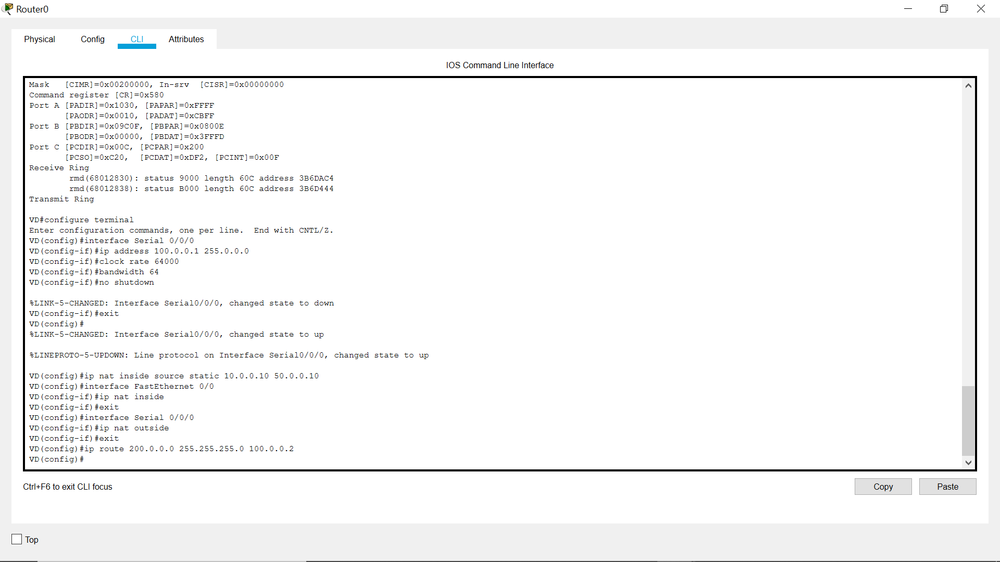 Router0
Physical Config CLI Attributes
IOS Command Line Interface
Mask   [CIMR]=0x00200000, In-srv  [CISR]=0x00000000
Command register [CR]=0x580
Port A [PADIR]=0x1030, [PAPAR]=0xFFFF
       [PAODR]=0x0010, [PADAT]=0xCBFF
Port B [PBDIR]=0x09C0F, [PBPAR]=0x0800E
       [PBODR]=0x00000, [PBDAT]=0x3FFFD
Port C [PCDIR]=0x00C, [PCPAR]=0x200
       [PCSO]=0xC20,  [PCDAT]=0xDF2, [PCINT]=0x00F
Receive Ring
        rmd(68012830): status 9000 length 60C address 3B6DAC4
        rmd(68012838): status B000 length 60C address 3B6D444
Transmit Ring
VD#configure terminal
Enter configuration commands, one per line.  End with CNTL/Z.
VD(config)#interface Serial 0/0/0
VD(config-if)#ip address 100.0.0.1 255.0.0.0
VD(config-if)#clock rate 64000
VD(config-if)#bandwidth 64
VD(config-if)#no shutdown
%LINK-5-CHANGED: Interface Serial0/0/0, changed state to down
VD(config-if)#exit
VD(config)#
%LINK-5-CHANGED: Interface Serial0/0/0, changed state to up
%LINEPROTO-5-UPDOWN: Line protocol on Interface Serial0/0/0, changed state to up
VD(config)#ip nat inside source static 10.0.0.10 50.0.0.10
VD(config)#interface FastEthernet 0/0
VD(config-if)#ip nat inside
VD(config-if)#exit
VD(config)#interface Serial 0/0/0
VD(config-if)#ip nat outside
VD(config-if)#exit
VD(config)#ip route 200.0.0.0 255.255.255.0 100.0.0.2
VD(config)#
Ctrl+F6 to exit CLI focus
Copy Paste
Top